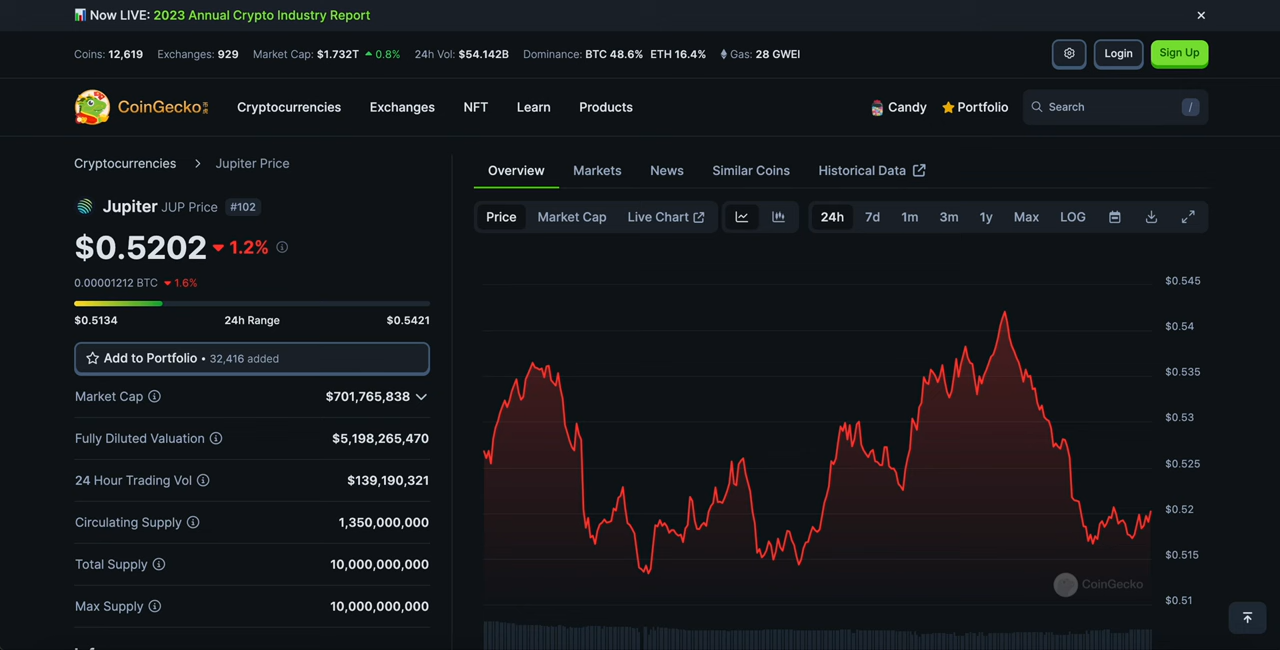 Now LIVE: 2023 Annual Crypto Industry Report
Coins: 12,619 Exchanges: 929 Market Cap: $1.732T 0.8% 24h Vol: $54.142B Dominance: BTC 48.6% ETH 16.4% Gas: 28 GWEI
Login
Sign Up
CoinGecko
Cryptocurrencies Exchanges NFT Learn Products
Candy Portfolio Search /
Cryptocurrencies > Jupiter Price
Jupiter JUP Price #102
$0.5202 1.2%
0.00001212 BTC 1.6%
$0.5134 24h Range $0.5421
Add to Portfolio • 32,416 added
Market Cap $701,765,838
Fully Diluted Valuation $5,198,265,470
24 Hour Trading Vol $139,190,321
Circulating Supply 1,350,000,000
Total Supply 10,000,000,000
Max Supply 10,000,000,000
Overview Markets News Similar Coins Historical Data
Price Market Cap Live Chart 24h 7d 1m 3m 1y Max LOG
$0.545
$0.54
$0.535
$0.53
$0.525
$0.52
$0.515
$0.51
CoinGecko